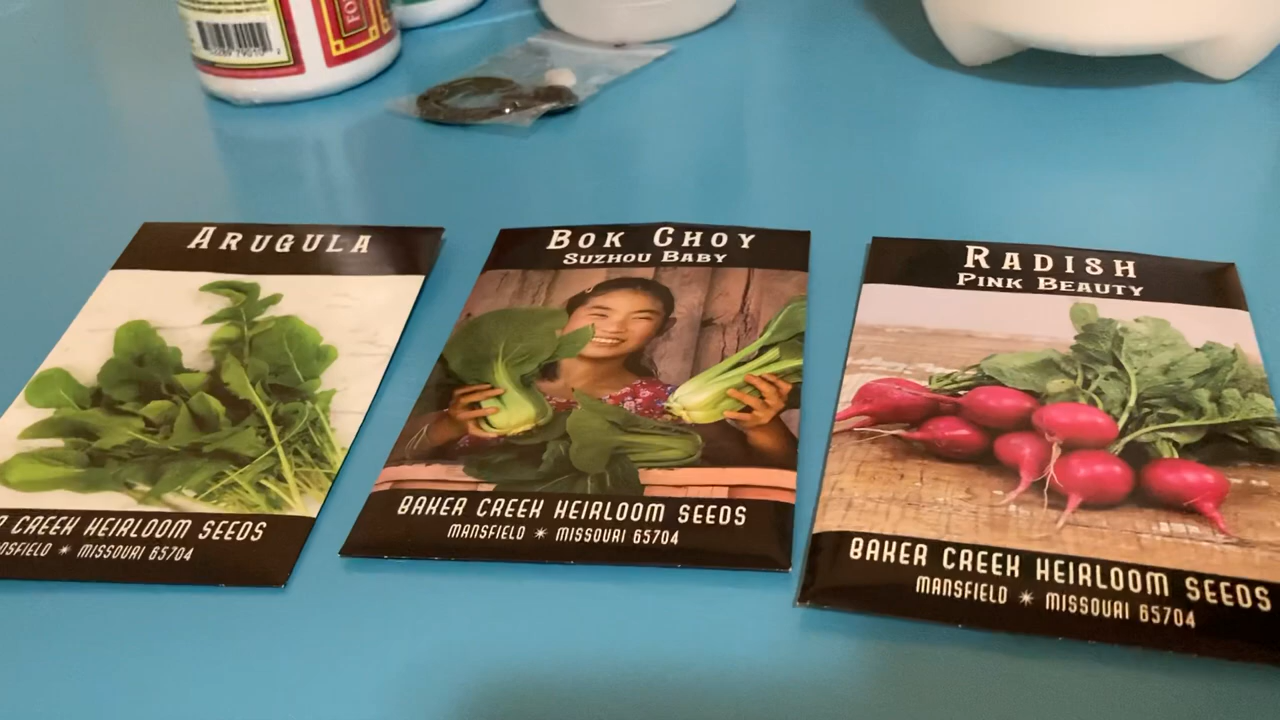 ARUGULA
R CREEK HEIRLOOM SEEDS
NSFIELD * MISSOURI 65704
BOK CHOY
SUZHOU BABY
BAKER CREEK HEIRLOOM SEEDS
MANSFIELD * MISSOURI 65704
RADISH
PINK BEAUTY
BAKER CREEK HEIRLOOM SEEDS
MANSFIELD * MISSOURI 65704